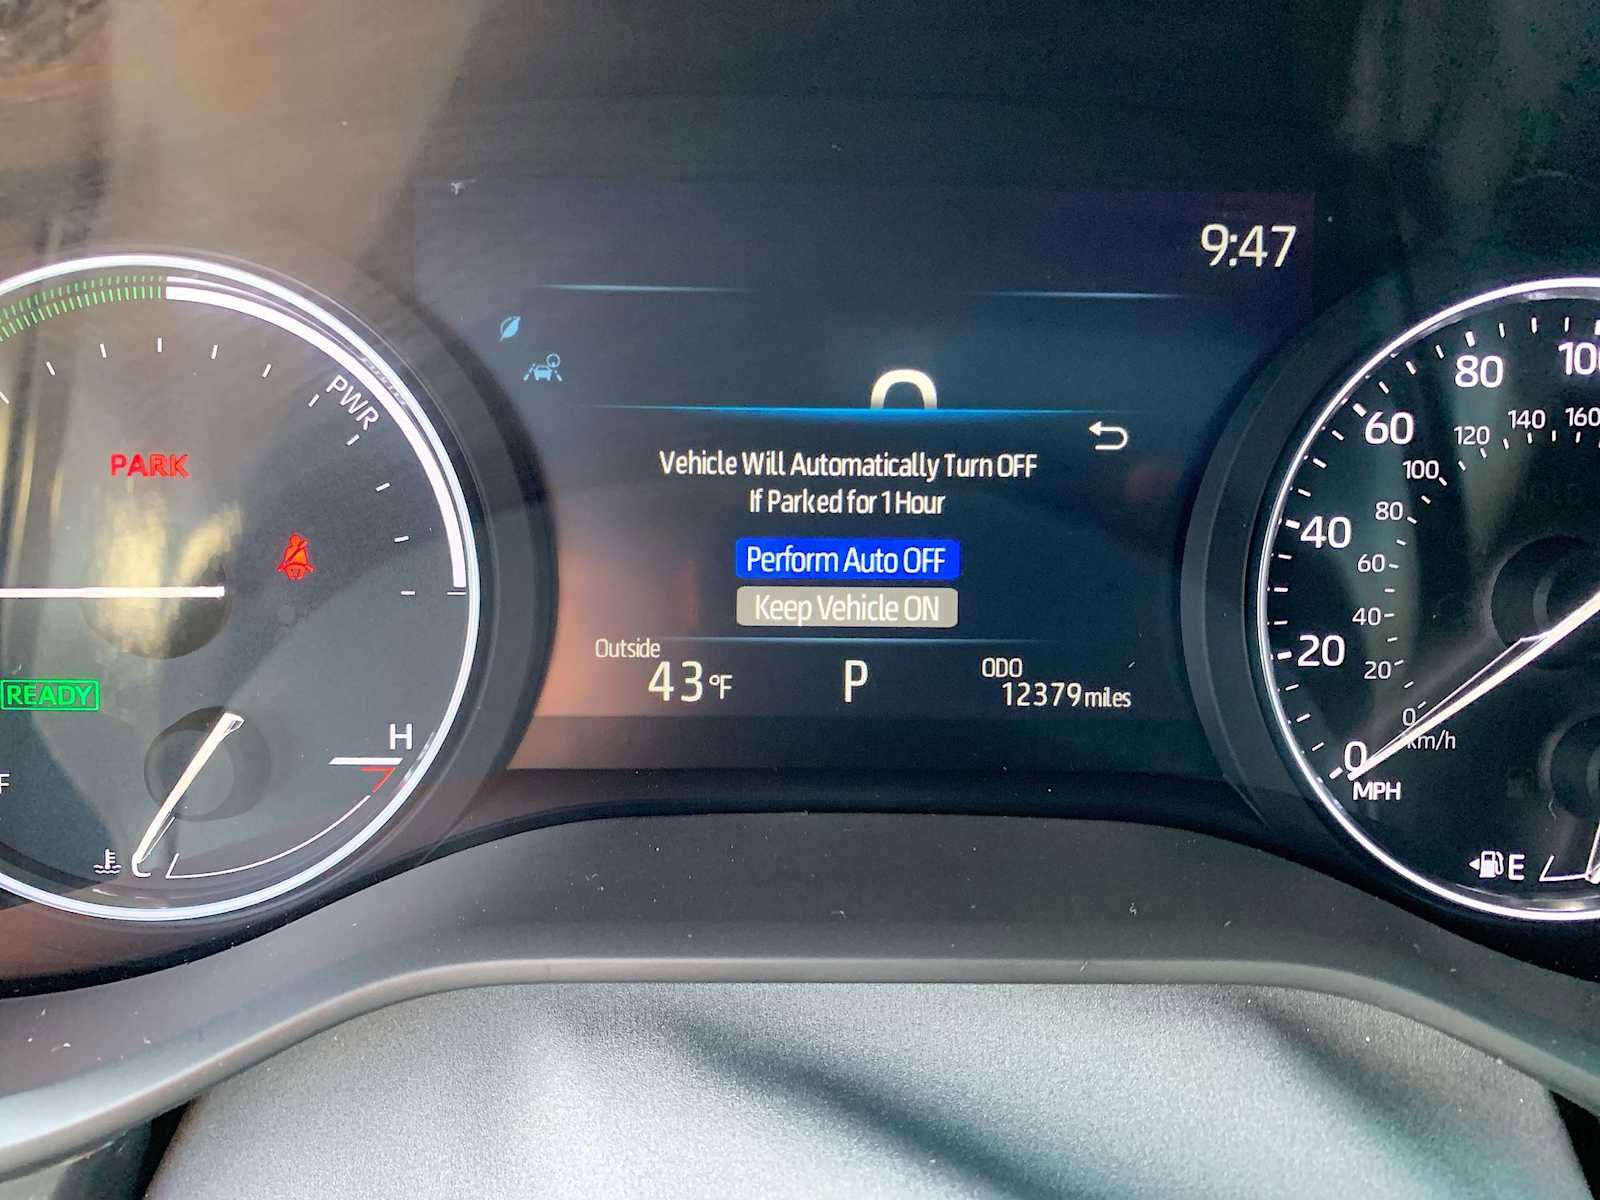 9:47
PWR
PARK
Vehicle Will Automatically Turn OFF
If Parked for 1 Hour
Perform Auto OFF
Keep Vehicle ON
READY
Outside
43°F
P
ODO
12379 miles
H
F
100
80
60
40
20
0
MPH
160
140
120
100
80
60
40
20
0
km/h
E